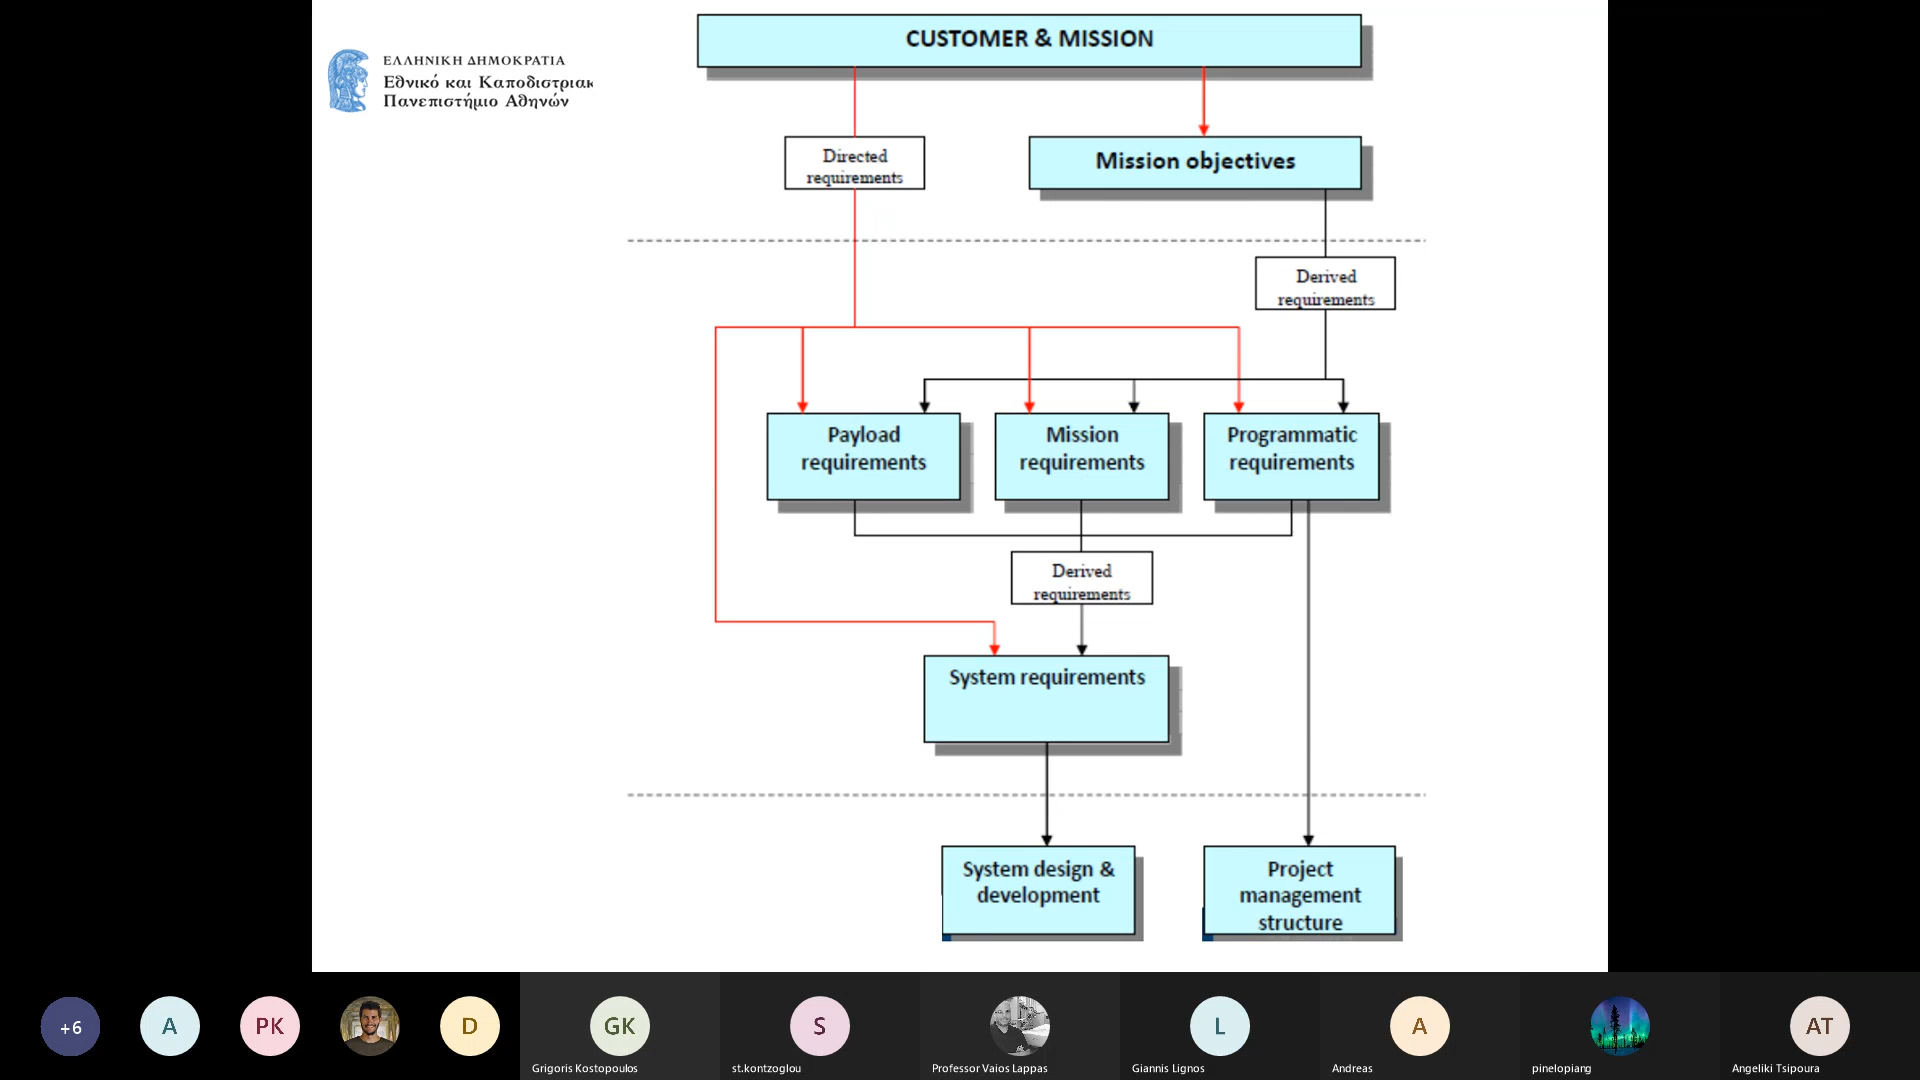 ΕΛΛΗΝΙΚΗ ΔΗΜΟΚΡΑΤΙΑ
Εθνικό και Καποδιστριακ
Πανεπιστήμιο Αθηνών
CUSTOMER & MISSION
Directed
requirements
Mission objectives
Derived
requirements
Payload
requirements
Mission
requirements
Programmatic
requirements
Derived
requirements
System requirements
System design &
development
Project
management
structure
+6
A
PK
D
GK
Grigoris Kostopoulos
S
st.kontzoglou
Professor Vaios Lappas
L
Giannis Lignos
A
Andreas
pinelopiang
AT
Angeliki Tsipoura